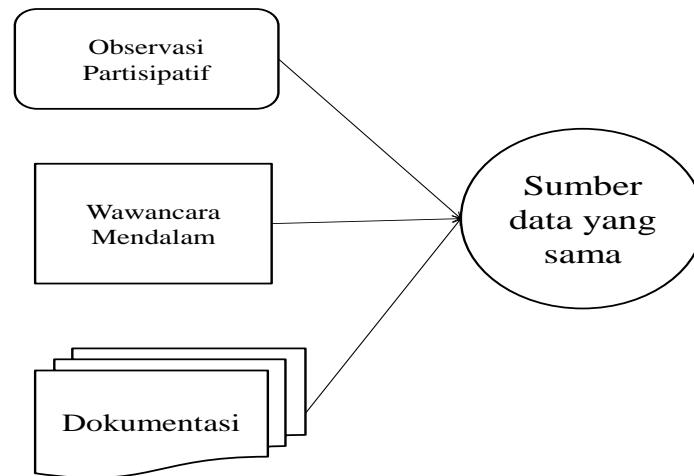 Observasi
Partisipatif
Wawancara
Mendalam
Dokumentasi
Sumber
data yang
sama